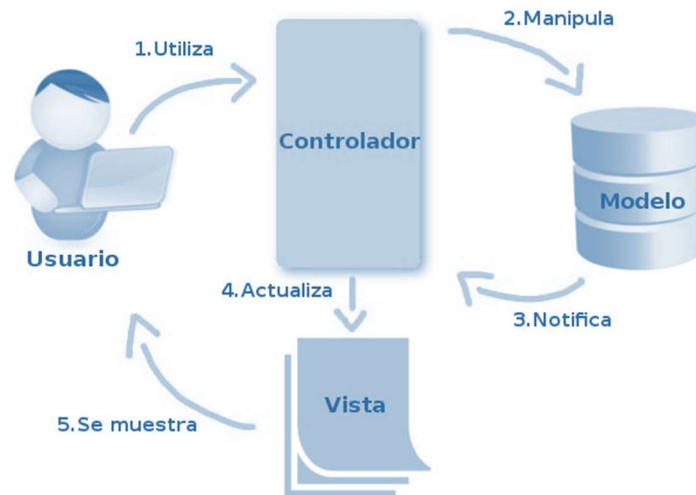 2.Manipula
1.Utiliza
Controlador
Modelo
Usuario
4.Actualiza
3.Notifica
Vista
5.Se muestra